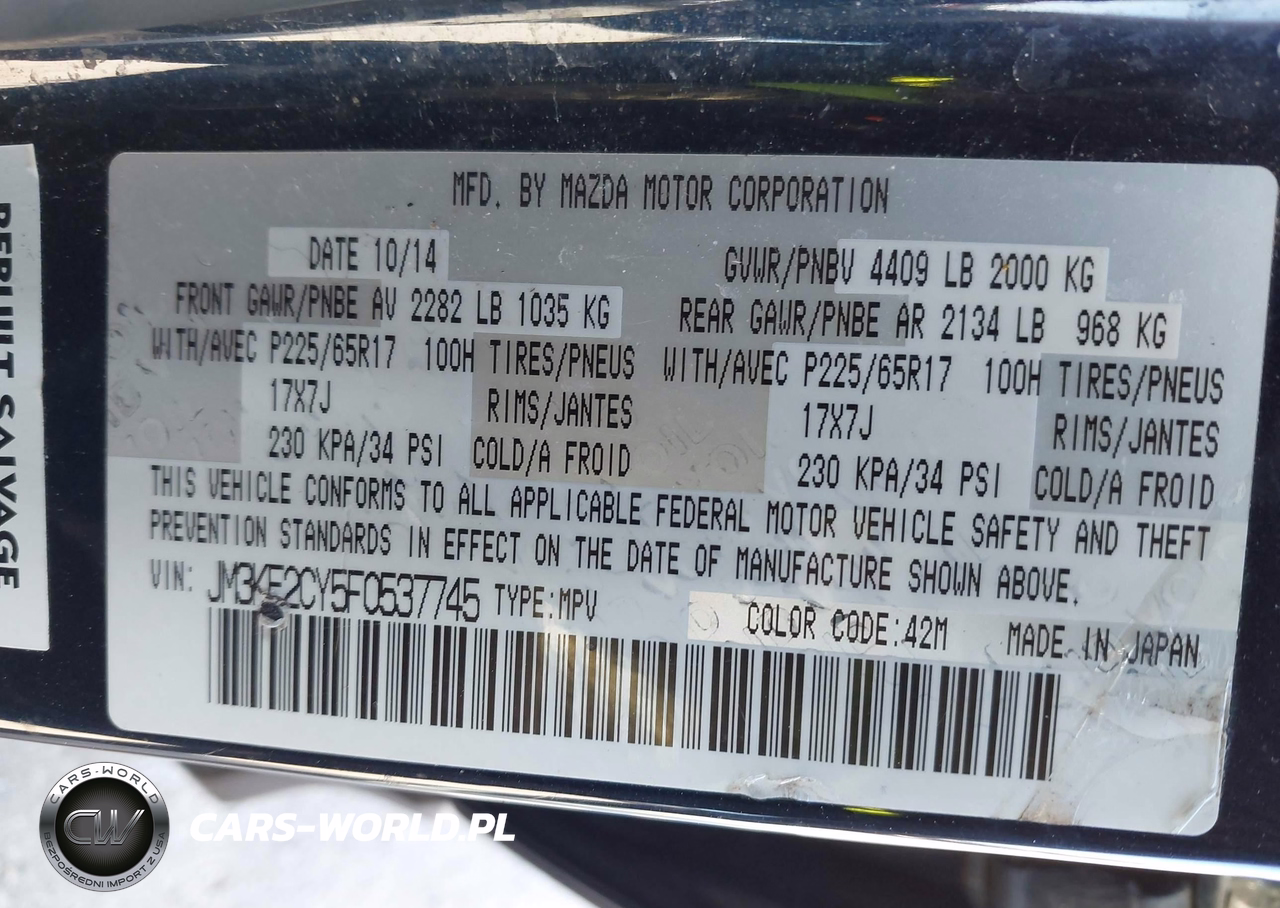 MFD. BY MAZDA MOTOR CORPORATION
DATE 10/14
GVWR/PNBV 4409 LB 2000 KG
FRONT GAWR/PNBE AV 2282 LB 1035 KG
REAR GAWR/PNBE AR 2134 LB 968 KG
WITH/AVEC P225/65R17 100H TIRES/PNEUS
WITH/AVEC P225/65R17 100H TIRES/PNEUS
17X7J RIMS/JANTES
17X7J RIMS/JANTES
230 KPA/34 PSI COLD/A FROID
230 KPA/34 PSI COLD/A FROID
THIS VEHICLE CONFORMS TO ALL APPLICABLE FEDERAL MOTOR VEHICLE SAFETY AND THEFT
PREVENTION STANDARDS IN EFFECT ON THE DATE OF MANUFACTURE SHOWN ABOVE.
VIN: JM3KE2CY5F0537745 TYPE:MPV
COLOR CODE:42M MADE IN JAPAN
REBUILT SALVAGE
CARS-WORLD
CW
BEZPOŚREDNI IMPORT Z USA
CARS-WORLD.PL